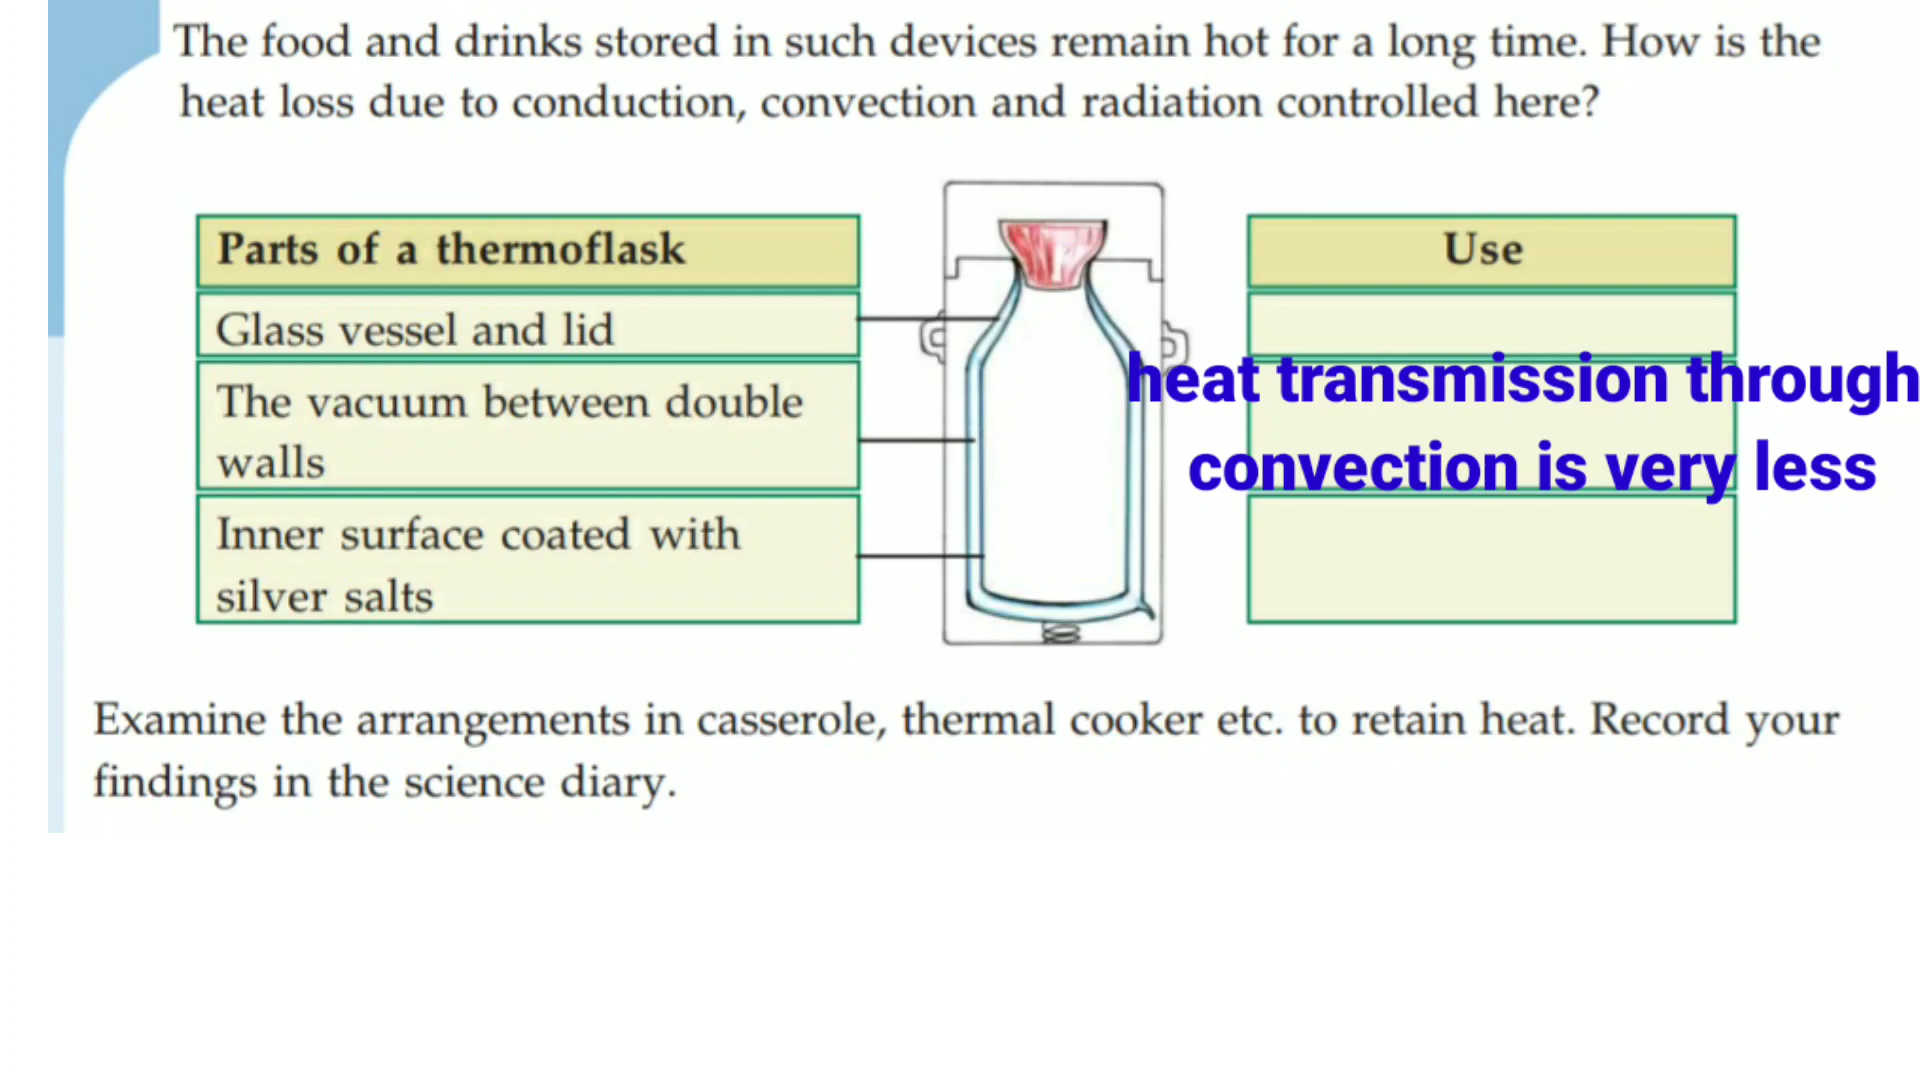 The food and drinks stored in such devices remain hot for a long time. How is the
heat loss due to conduction, convection and radiation controlled here?
Parts of a thermoflask
Use
Glass vessel and lid
The vacuum between double
walls
heat transmission through
convection is very less
Inner surface coated with
silver salts
Examine the arrangements in casserole, thermal cooker etc. to retain heat. Record your
findings in the science diary.